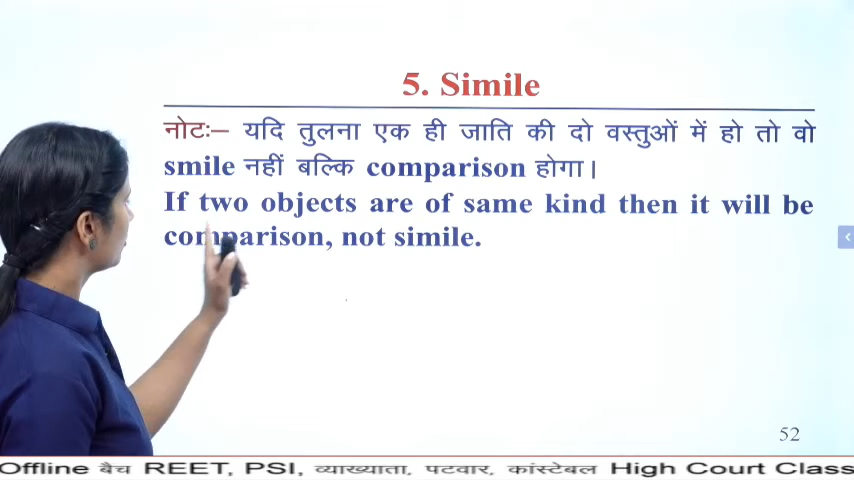 5. Simile
नोटः– यदि तुलना एक ही जाति की दो वस्तुओं में हो तो वो
smile नहीं बल्कि comparison होगा।
If two objects are of same kind then it will be
comparison, not simile.
52
Offline बैच REET, PSI, व्याख्याता, पटवार, कांस्टेबल High Court Class